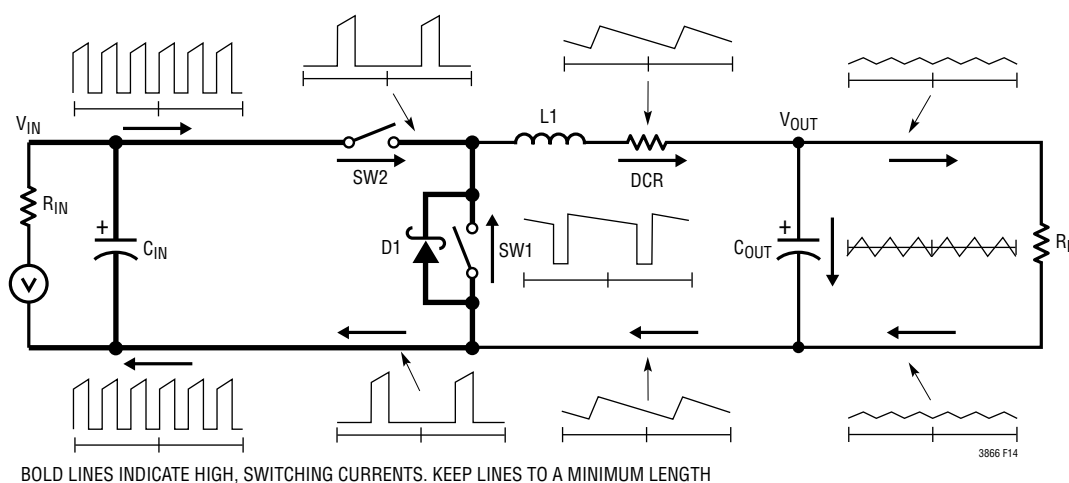 V_IN
L1
V_OUT
SW2
DCR
R_IN
+
C_IN
D1
SW1
+
C_OUT
V
3866 F14
BOLD LINES INDICATE HIGH, SWITCHING CURRENTS. KEEP LINES TO A MINIMUM LENGTH